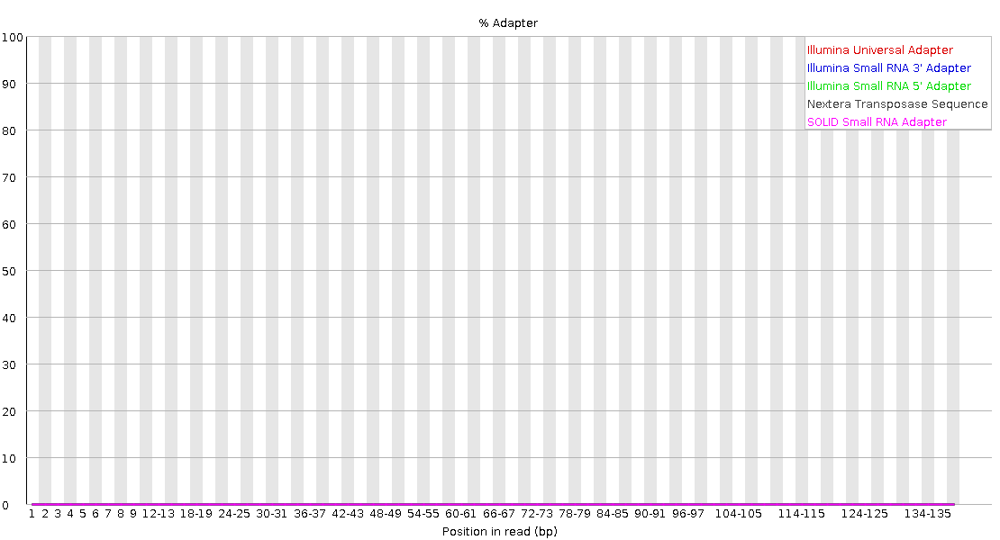 % Adapter
100
90
80
70
60
50
40
30
20
10
0
Illumina Universal Adapter
Illumina Small RNA 3' Adapter
Illumina Small RNA 5' Adapter
Nextera Transposase Sequence
SOLID Small RNA Adapter
1 2 3 4 5 6 7 8 9 12-13 18-19 24-25 30-31 36-37 42-43 48-49 54-55 60-61 66-67 72-73 78-79 84-85 90-91 96-97 104-105 114-115 124-125 134-135
Position in read (bp)